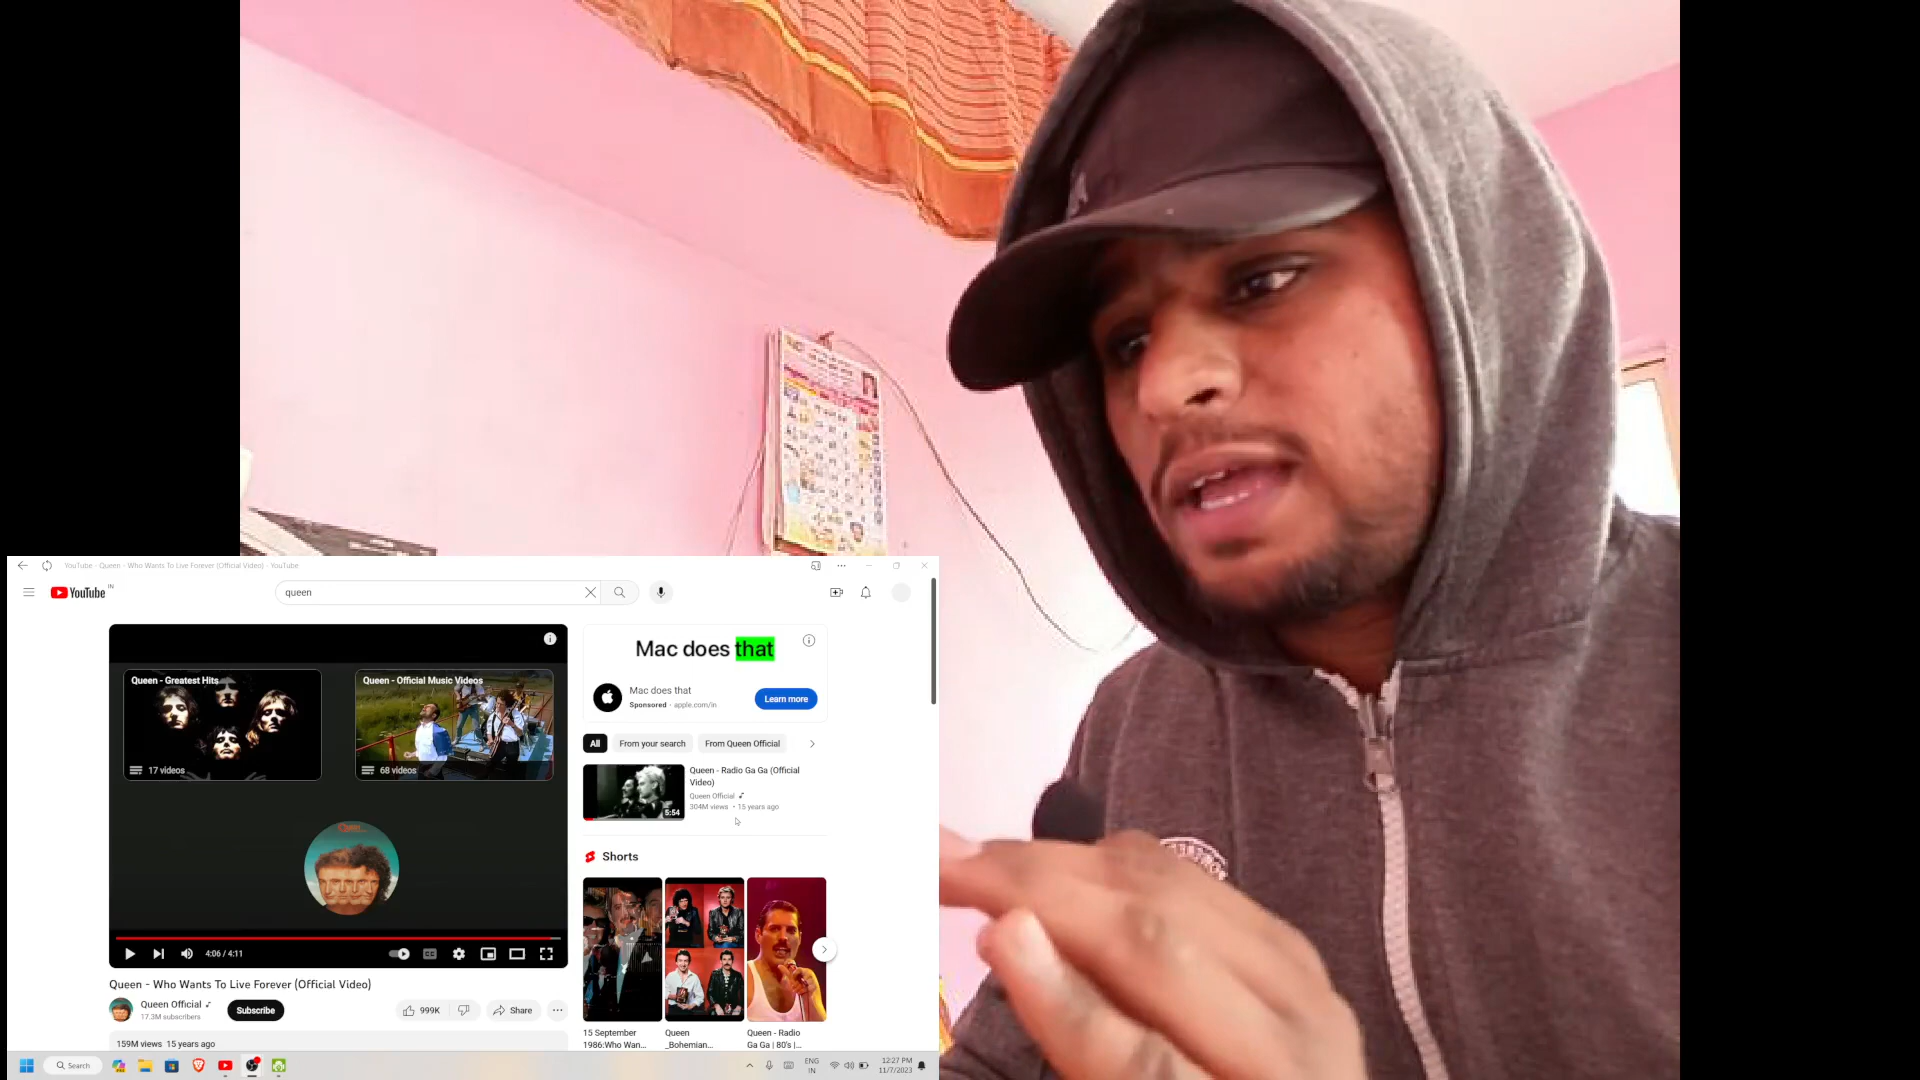 YouTube - Queen - Who Wants To Live Forever (Official Video) - YouTube
YouTube IN
queen
Queen - Greatest Hits
17 videos
Queen - Official Music Videos
68 videos
4:06 / 4:11
Queen - Who Wants To Live Forever (Official Video)
Queen Official
17.3M subscribers
Subscribe
999K
Share
159M views 15 years ago
Mac does that
Mac does that
Sponsored · apple.com/in
Learn more
All
From your search
From Queen Official
5:54
Queen - Radio Ga Ga (Official
Video)
Queen Official
304M views • 15 years ago
Shorts
15 September
1986:Who Wan...
Queen
_Bohemian...
Queen - Radio
Ga Ga | 80's |...
Search
ENG
IN
12:27 PM
11/7/2023